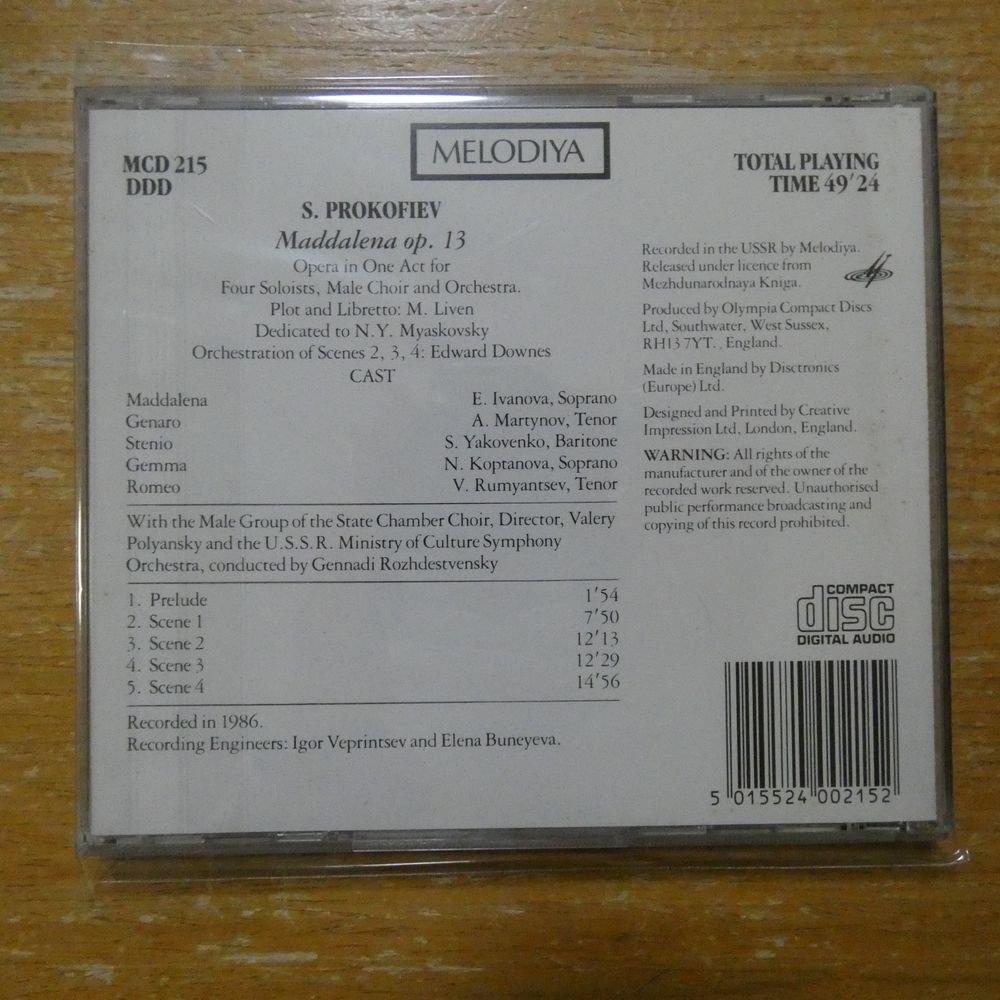 MELODIYA
MCD 215
DDD
TOTAL PLAYING
TIME 49'24
S. PROKOFIEV
Maddalena op. 13
Opera in One Act for
Four Soloists, Male Choir and Orchestra.
Plot and Libretto: M. Liven
Dedicated to N.Y. Myaskovsky
Orchestration of Scenes 2, 3, 4: Edward Downes
CAST
Maddalena E. Ivanova, Soprano
Genaro A. Martynov, Tenor
Stenio S. Yakovenko, Baritone
Gemma N. Koptanova, Soprano
Romeo V. Rumyantsev, Tenor
With the Male Group of the State Chamber Choir, Director, Valery
Polyansky and the U.S.S.R. Ministry of Culture Symphony
Orchestra, conducted by Gennadi Rozhdestvensky
1. Prelude 1'54
2. Scene 1 7'50
3. Scene 2 12'13
4. Scene 3 12'29
5. Scene 4 14'56
Recorded in 1986.
Recording Engineers: Igor Veprintsev and Elena Buneyeva.
Recorded in the USSR by Melodiya.
Released under licence from
Mezhdunarodnaya Kniga.
Produced by Olympia Compact Discs
Ltd, Southwater, West Sussex,
RH13 7YT., England.
Made in England by Disctronics
(Europe) Ltd.
Designed and Printed by Creative
Impression Ltd, London, England.
WARNING: All rights of the
manufacturer and of the owner of the
recorded work reserved. Unauthorised
public performance broadcasting and
copying of this record prohibited.
COMPACT
disc
DIGITAL AUDIO
5 015524 002152